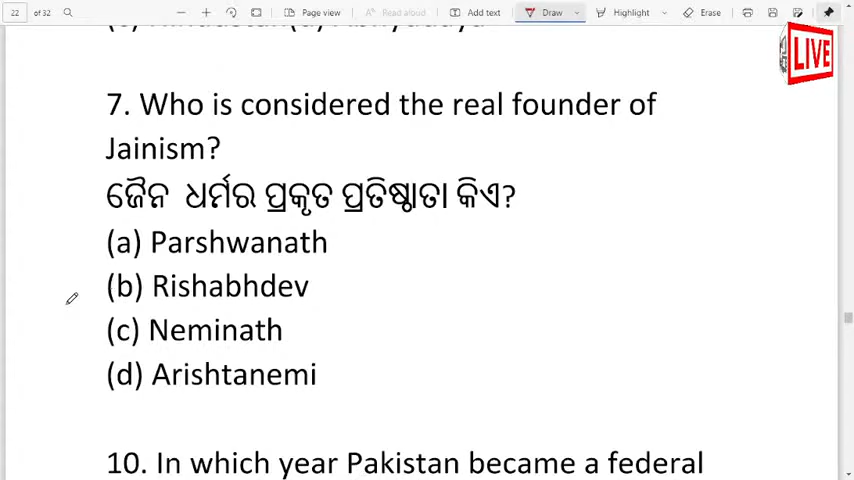 22 of 32 Page view Read aloud Add text Draw Highlight Erase
LIVE
7. Who is considered the real founder of
Jainism?
ଜୈନ ଧର୍ମର ପ୍ରକୃତ ପ୍ରତିଷ୍ଠାତା କିଏ?
(a) Parshwanath
(b) Rishabhdev
(c) Neminath
(d) Arishtanemi
10. In which year Pakistan became a federal